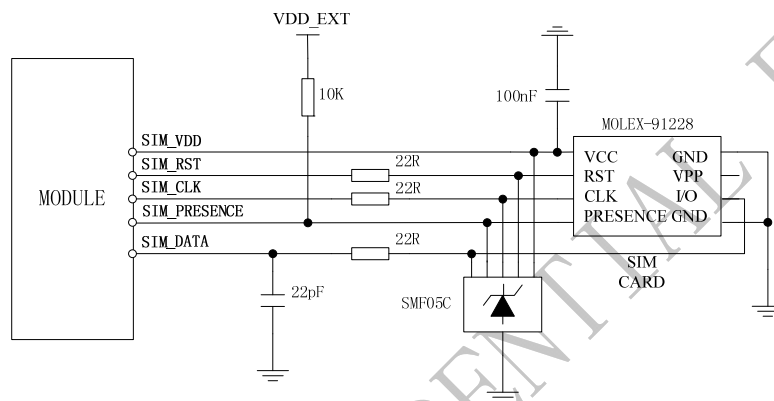 VDD_EXT
10K
100nF
MOLEX-91228
SIM_VDD
VCC GND
SIM_RST 22R
RST VPP
MODULE
SIM_CLK 22R
CLK I/O
SIM_PRESENCE
PRESENCE GND
SIM_DATA 22R
SIM
CARD
22pF
SMF05C
ENTIAL